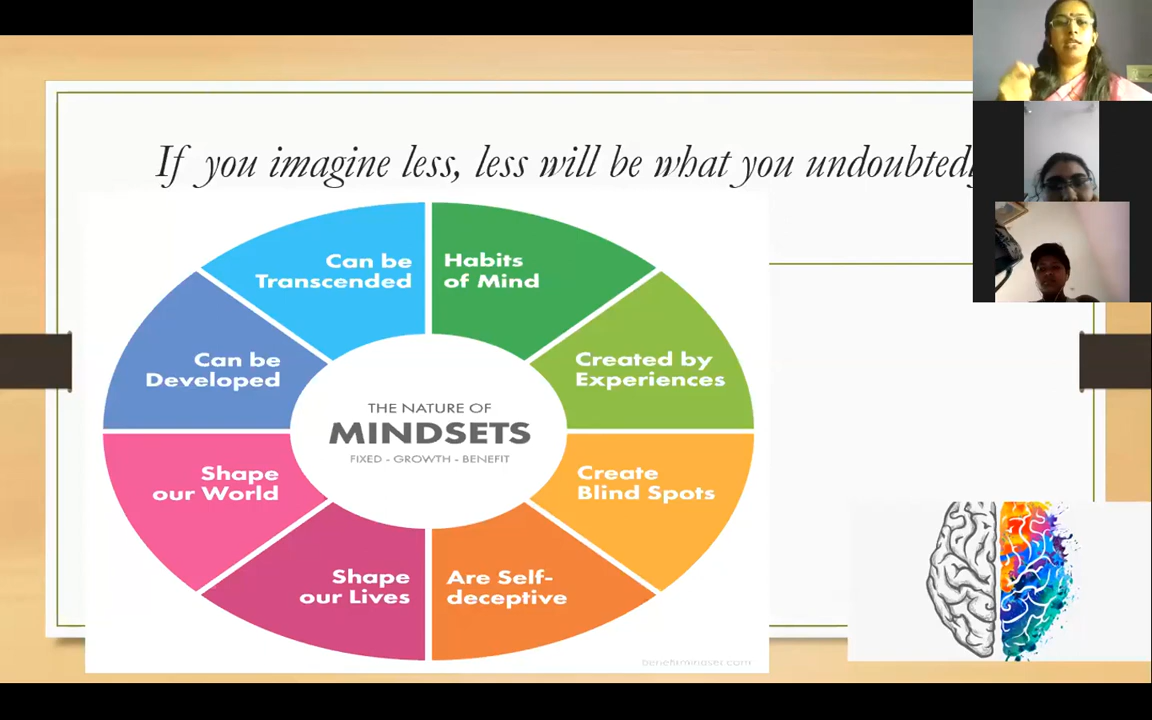 If you imagine less, less will be what you
Can be
Transcended
Habits
of Mind
Can be
Developed
Created by
Experiences
THE NATURE OF
MINDSETS
FIXED - GROWTH - BENEFIT
Shape
our World
Create
Blind Spots
Shape
our Lives
Are Self-
deceptive
benefitmindset.com